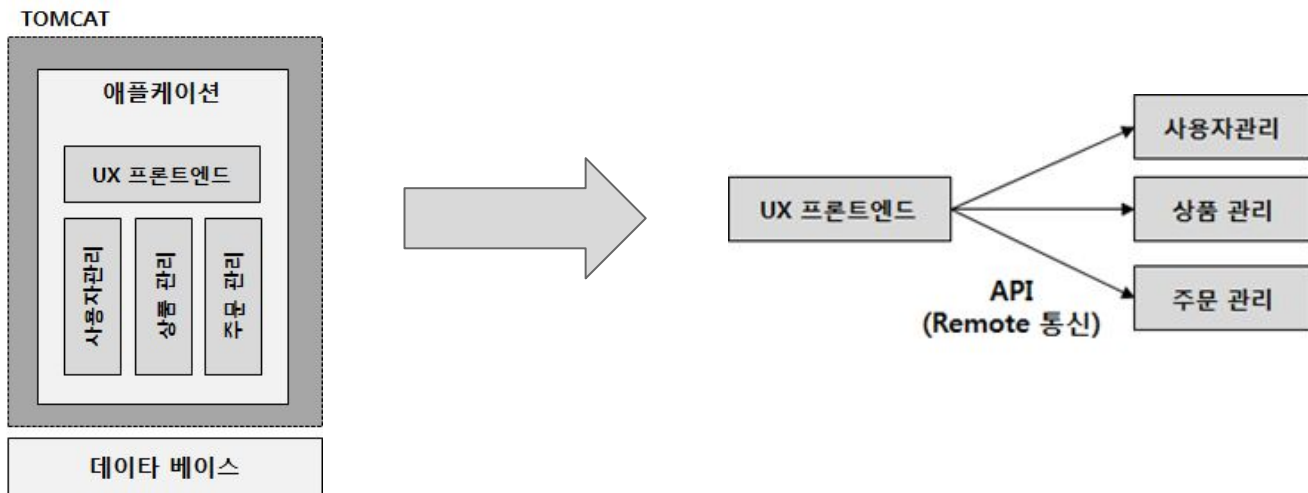 TOMCAT
애플케이션
UX 프론트엔드
사용자관리
상품 관리
주문 관리
데이타 베이스
UX 프론트엔드
API
(Remote 통신)
사용자관리
상품 관리
주문 관리